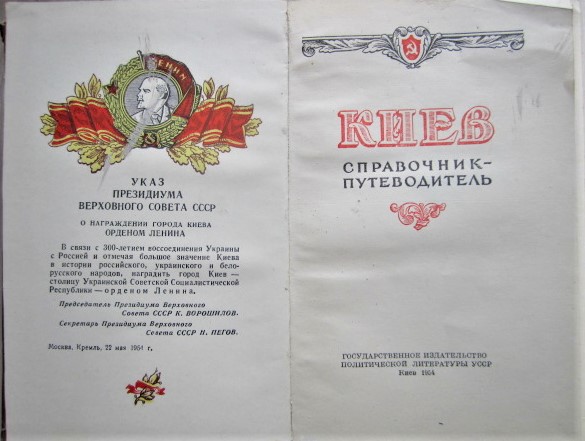 ЛЕНИН
УКАЗ
ПРЕЗИДИУМА
ВЕРХОВНОГО СОВЕТА СССР
О НАГРАЖДЕНИИ ГОРОДА КИЕВА
ОРДЕНОМ ЛЕНИНА
В связи с 300-летием воссоединения Украины
с Россией и отмечая большое значение Киева
в истории российского, украинского и бело-
русского народов, наградить город Киев —
столицу Украинской Советской Социалистической
Республики — орденом Ленина.
Председатель Президиума Верховного
Совета СССР К. ВОРОШИЛОВ.
Секретарь Президиума Верховного
Совета СССР Н. ПЕГОВ.
Москва, Кремль, 22 мая 1954 г.
КИЕВ
СПРАВОЧНИК-
ПУТЕВОДИТЕЛЬ
ГОСУДАРСТВЕННОЕ ИЗДАТЕЛЬСТВО
ПОЛИТИЧЕСКОЙ ЛИТЕРАТУРЫ УССР
Киев 1954